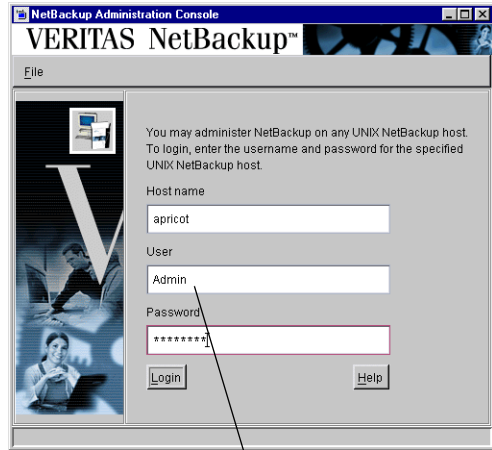 NetBackup Administration Console
VERITAS NetBackup™
File
You may administer NetBackup on any UNIX NetBackup host.
To login, enter the username and password for the specified
UNIX NetBackup host.
Host name
apricot
User
Admin
Password
********
Login Help